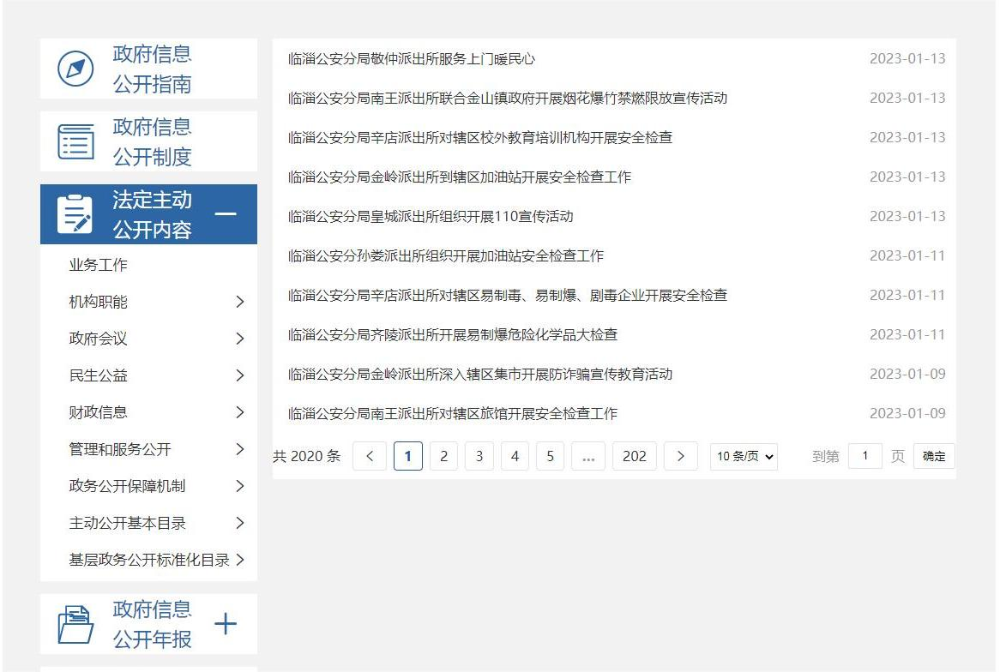 政府信息
公开指南
政府信息
公开制度
法定主动
公开内容
业务工作
机构职能
政府会议
民生公益
财政信息
管理和服务公开
政务公开保障机制
主动公开基本目录
基层政务公开标准化目录
政府信息
公开年报
临淄公安分局敬仲派出所服务上门暖民心 2023-01-13
临淄公安分局南王派出所联合金山镇政府开展烟花爆竹禁燃限放宣传活动 2023-01-13
临淄公安分局辛店派出所对辖区校外教育培训机构开展安全检查 2023-01-13
临淄公安分局金岭派出所到辖区加油站开展安全检查工作 2023-01-13
临淄公安分局皇城派出所组织开展110宣传活动 2023-01-13
临淄公安分孙娄派出所组织开展加油站安全检查工作 2023-01-11
临淄公安分局辛店派出所对辖区易制毒、易制爆、剧毒企业开展安全检查 2023-01-11
临淄公安分局齐陵派出所开展易制爆危险化学品大检查 2023-01-11
临淄公安分局金岭派出所深入辖区集市开展防诈骗宣传教育活动 2023-01-09
临淄公安分局南王派出所对辖区旅馆开展安全检查工作 2023-01-09
共 2020 条 1 2 3 4 5 ... 202 10 条/页 到第 1 页 确定